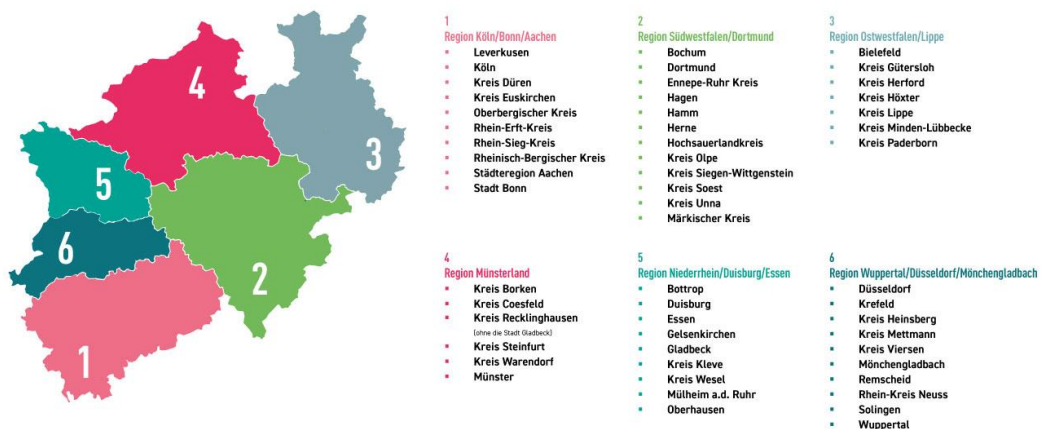 4
3
5
6
2
1
1
Region Köln/Bonn/Aachen
Leverkusen
Köln
Kreis Düren
Kreis Euskirchen
Oberbergischer Kreis
Rhein-Erft-Kreis
Rhein-Sieg-Kreis
Rheinisch-Bergischer Kreis
Städteregion Aachen
Stadt Bonn
2
Region Südwestfalen/Dortmund
Bochum
Dortmund
Ennepe-Ruhr Kreis
Hagen
Hamm
Herne
Hochsauerlandkreis
Kreis Olpe
Kreis Siegen-Wittgenstein
Kreis Soest
Kreis Unna
Märkischer Kreis
3
Region Ostwestfalen/Lippe
Bielefeld
Kreis Gütersloh
Kreis Herford
Kreis Höxter
Kreis Lippe
Kreis Minden-Lübbecke
Kreis Paderborn
4
Region Münsterland
Kreis Borken
Kreis Coesfeld
Kreis Recklinghausen
(ohne die Stadt Gladbeck)
Kreis Steinfurt
Kreis Warendorf
Münster
5
Region Niederrhein/Duisburg/Essen
Bottrop
Duisburg
Essen
Gelsenkirchen
Gladbeck
Kreis Kleve
Kreis Wesel
Mülheim a.d. Ruhr
Oberhausen
6
Region Wuppertal/Düsseldorf/Mönchengladbach
Düsseldorf
Krefeld
Kreis Heinsberg
Kreis Mettmann
Kreis Viersen
Mönchengladbach
Remscheid
Rhein-Kreis Neuss
Solingen
Wuppertal